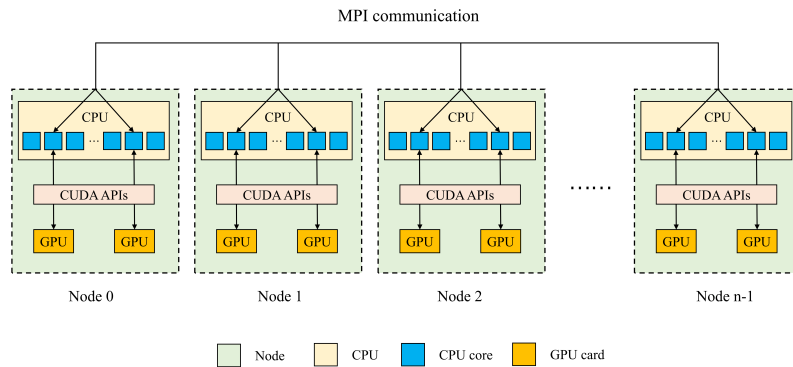 MPI communication
CPU CPU CPU CPU
... ... ... ...
CUDA APIs CUDA APIs CUDA APIs ...... CUDA APIs
GPU GPU GPU GPU GPU GPU GPU GPU
Node 0 Node 1 Node 2 Node n-1
Node CPU CPU core GPU card